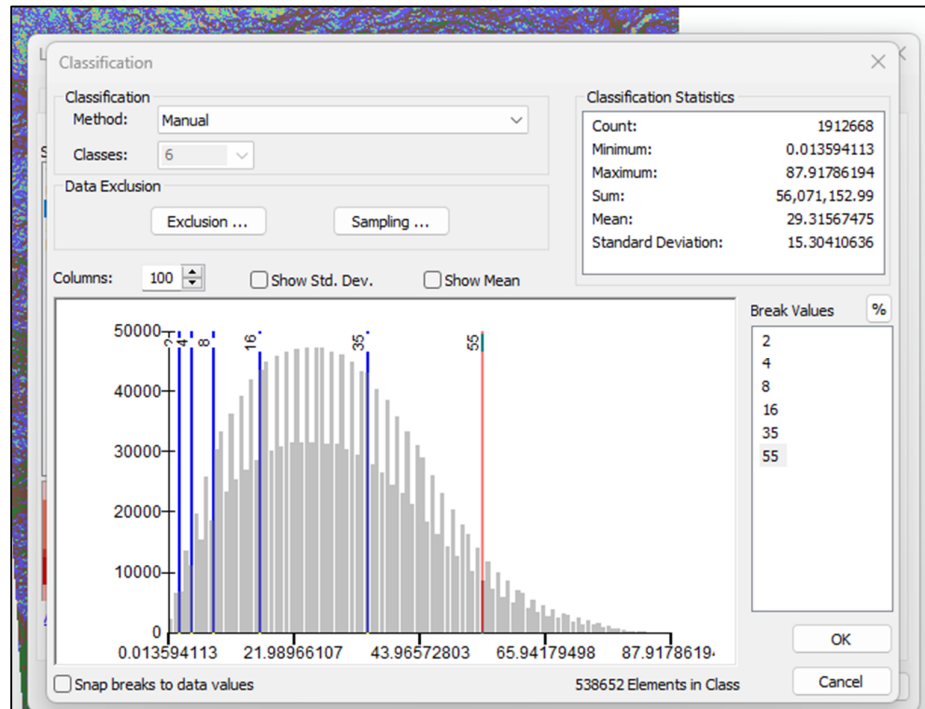 Classification
Classification
Method: Manual
Classes: 6
Data Exclusion
Exclusion ... Sampling ...
Classification Statistics
Count: 1912668
Minimum: 0.013594113
Maximum: 87.91786194
Sum: 56,071,152.99
Mean: 29.31567475
Standard Deviation: 15.30410636
Columns: 100 Show Std. Dev. Show Mean
Break Values %
2
4
8
16
35
55
50000
40000
30000
20000
10000
0
4 8 16 35 55
0.013594113 21.98966107 43.96572803 65.94179498 87.9178619
Snap breaks to data values
538652 Elements in Class
OK
Cancel